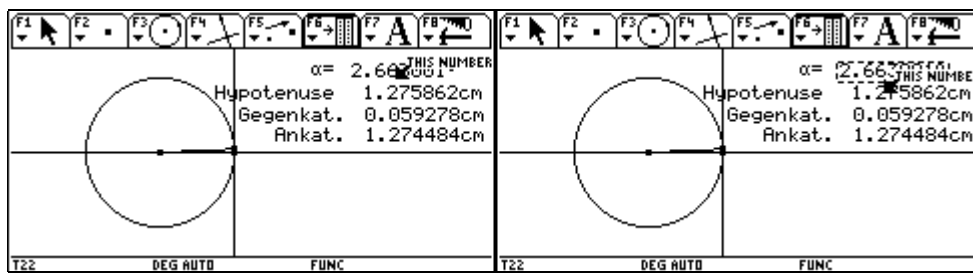 F1 F2 F3 F4 F5 F6 F7 A F8
THIS NUMBER
α=
Hypotenuse 1.275862cm
Gegenkat. 0.059278cm
Ankat. 1.274484cm
T22 DEG AUTO FUNC
F1 F2 F3 F4 F5 F6 F7 A F8
α=
THIS NUMBE
Hypotenuse 1.275862cm
Gegenkat. 0.059278cm
Ankat. 1.274484cm
T22 DEG AUTO FUNC